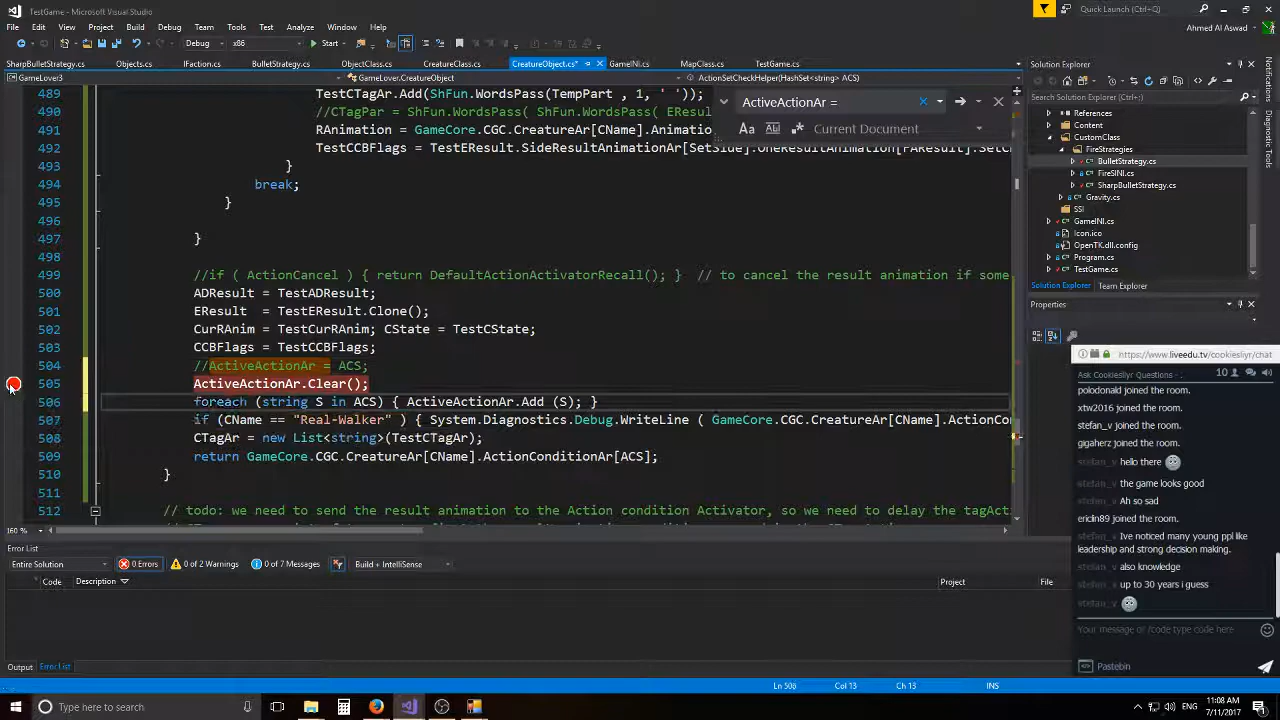 TestGame - Microsoft Visual Studio
Quick Launch (Ctrl+Q)
File Edit View Project Build Debug Team Tools Analyze Window Help
Ahmed Al Aswad
Debug x86 Start
SharpBulletStrategy.cs Objects.cs IFaction.cs BulletStrategy.cs ObjectClass.cs CreatureClass.cs CreatureObject.cs* GameINI.cs MapClass.cs TestGame.cs
GameLover3 GameLover.CreatureObject ActionSetCheckHelper(HashSet<string> ACS)
ActiveActionAr =
Aa Current Document
489 TestCTagAr.Add(ShFun.WordsPass(TempPart , 1, ' '));
490 //CTagPar = ShFun.WordsPass( ShFun.WordsPass( EResul
491 RAnimation = GameCore.CGC.CreatureAr[CName].Animatio
492 TestCCBFlags = TestEResult.SideResultAnimationAr[SetSide].OneResultAnimation[FAResult].SetC
493 }
494 break;
495 }
496
497 }
498
499 //if ( ActionCancel ) { return DefaultActionActivatorRecall(); } // to cancel the result animation if some
500 ADResult = TestADResult;
501 EResult = TestEResult.Clone();
502 CurRAnim = TestCurRAnim; CState = TestCState;
503 CCBFlags = TestCCBFlags;
504 //ActiveActionAr = ACS;
505 ActiveActionAr.Clear();
506 foreach (string S in ACS) { ActiveActionAr.Add (S); }
507 if (CName == "Real-Walker" ) { System.Diagnostics.Debug.WriteLine ( GameCore.CGC.CreatureAr[CName].ActionCo
508 CTagAr = new List<string>(TestCTagAr);
509 return GameCore.CGC.CreatureAr[CName].ActionConditionAr[ACS];
510 }
511
512 // todo: we need to send the result animation to the Action condition Activator, so we need to delay the tagActi
160 %
Error List
Entire Solution 0 Errors 0 of 2 Warnings 0 of 7 Messages Build + IntelliSense
Code Description Project File
Output Error List
Ln 506 Col 13 Ch 13 INS
Solution Explorer
Search Solution Explorer (Ctrl+;)
References
Content
CustomClass
FireStrategies
BulletStrategy.cs
FireSINI.cs
SharpBulletStrategy.cs
Gravity.cs
SSI
GameINI.cs
Icon.ico
OpenTK.dll.config
Program.cs
TestGame.cs
Solution Explorer Team Explorer
Properties
Diagnostic Tools
https://www.liveedu.tv/cookiesliyr/chat
Ask Cookiesliyr Questions - .. 10
polodonald joined the room.
xtw2016 joined the room.
stefan_v joined the room.
gigaherz joined the room.
stefan_v hello there
stefan_v the game looks good
stefan_v Ah so sad
ericlin89 joined the room.
stefan_v Ive noticed many young ppl like
leadership and strong decision making.
stefan_v also knowledge
stefan_v up to 30 years i guess
stefan_v
Your message or /code type code here
Pastebin
Type here to search
ENG
11:08 AM
7/11/2017